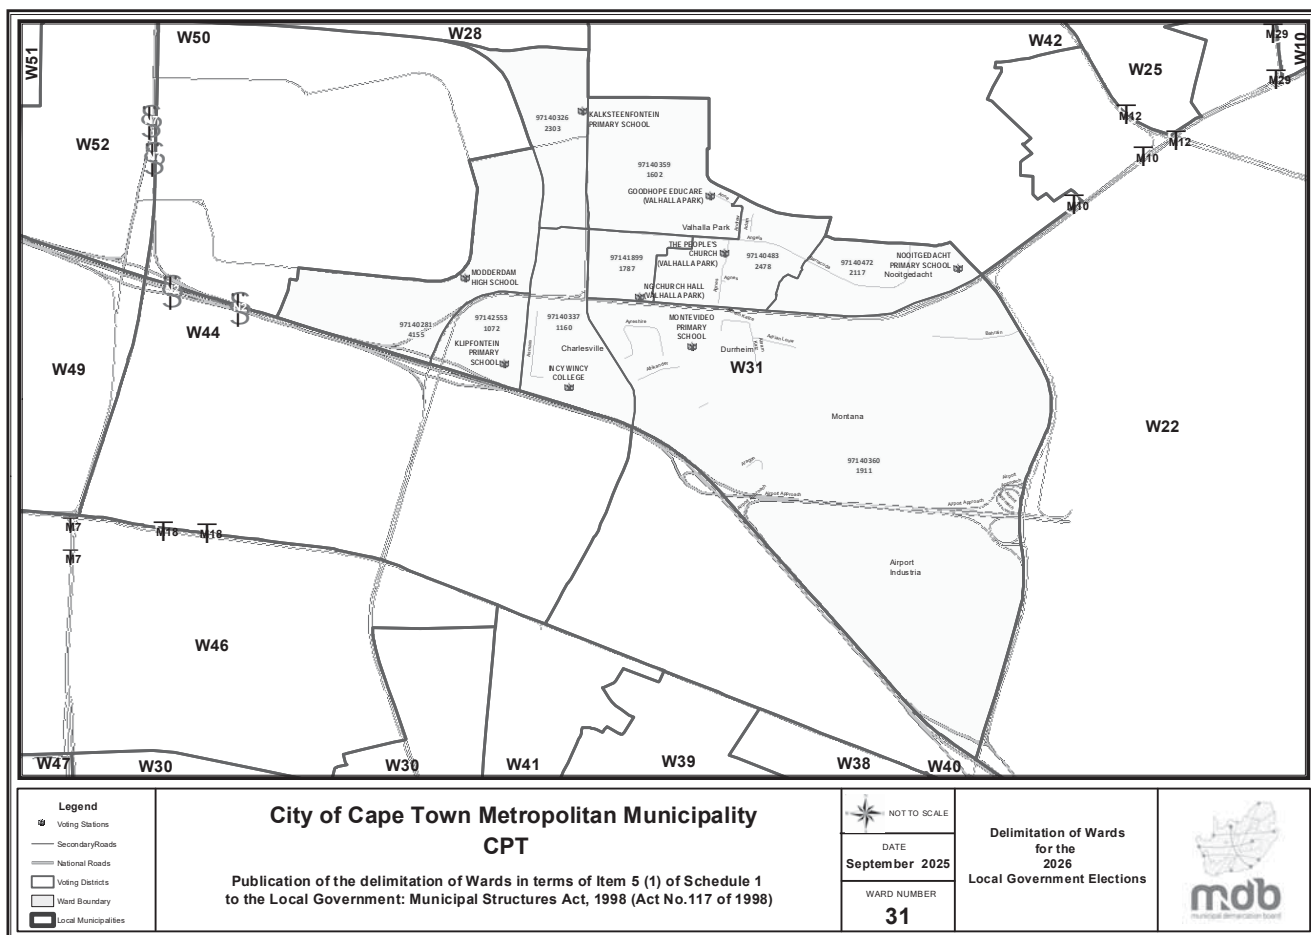 W50
W28
W42
M29
W10
W51
W25
M29
W52
M12
M12
M10
M10
97140326
2303
KALKSTEENFONTEIN
PRIMARY SCHOOL
97140359
1602
GOODHOPE EDUCARE
(VALHALLA PARK)
Valhalla Park
Angela
THE PEOPLE'S
CHURCH
(VALHALLA PARK)
97141899
1787
97140483
2478
97140472
2117
NOOITGEDACHT
PRIMARY SCHOOL
Nooitgedacht
Agnes
NG CHURCH HALL
(VALHALLA PARK)
MODDERDAM
HIGH SCHOOL
W44
97140281
4155
97142553
1072
KLIPFONTEIN
PRIMARY
SCHOOL
97140337
1160
Charlesville
INCY WINCY
COLLEGE
MONTEVIDEO
PRIMARY
SCHOOL
Durrheim
W31
W49
Montana
W22
97140360
1911
Airport Approach
Airport Approach
Airport
Industria
M7
M18
M18
M7
W46
W47
W30
W30
W41
W39
W38
W40
Legend
Voting Stations
SecondaryRoads
National Roads
Voting Districts
Ward Boundary
Local Municipalities
City of Cape Town Metropolitan Municipality
CPT
Publication of the delimitation of Wards in terms of Item 5 (1) of Schedule 1
to the Local Government: Municipal Structures Act, 1998 (Act No.117 of 1998)
NOT TO SCALE
DATE
September 2025
WARD NUMBER
31
Delimitation of Wards
for the
2026
Local Government Elections
mdb
municipal demarcation board